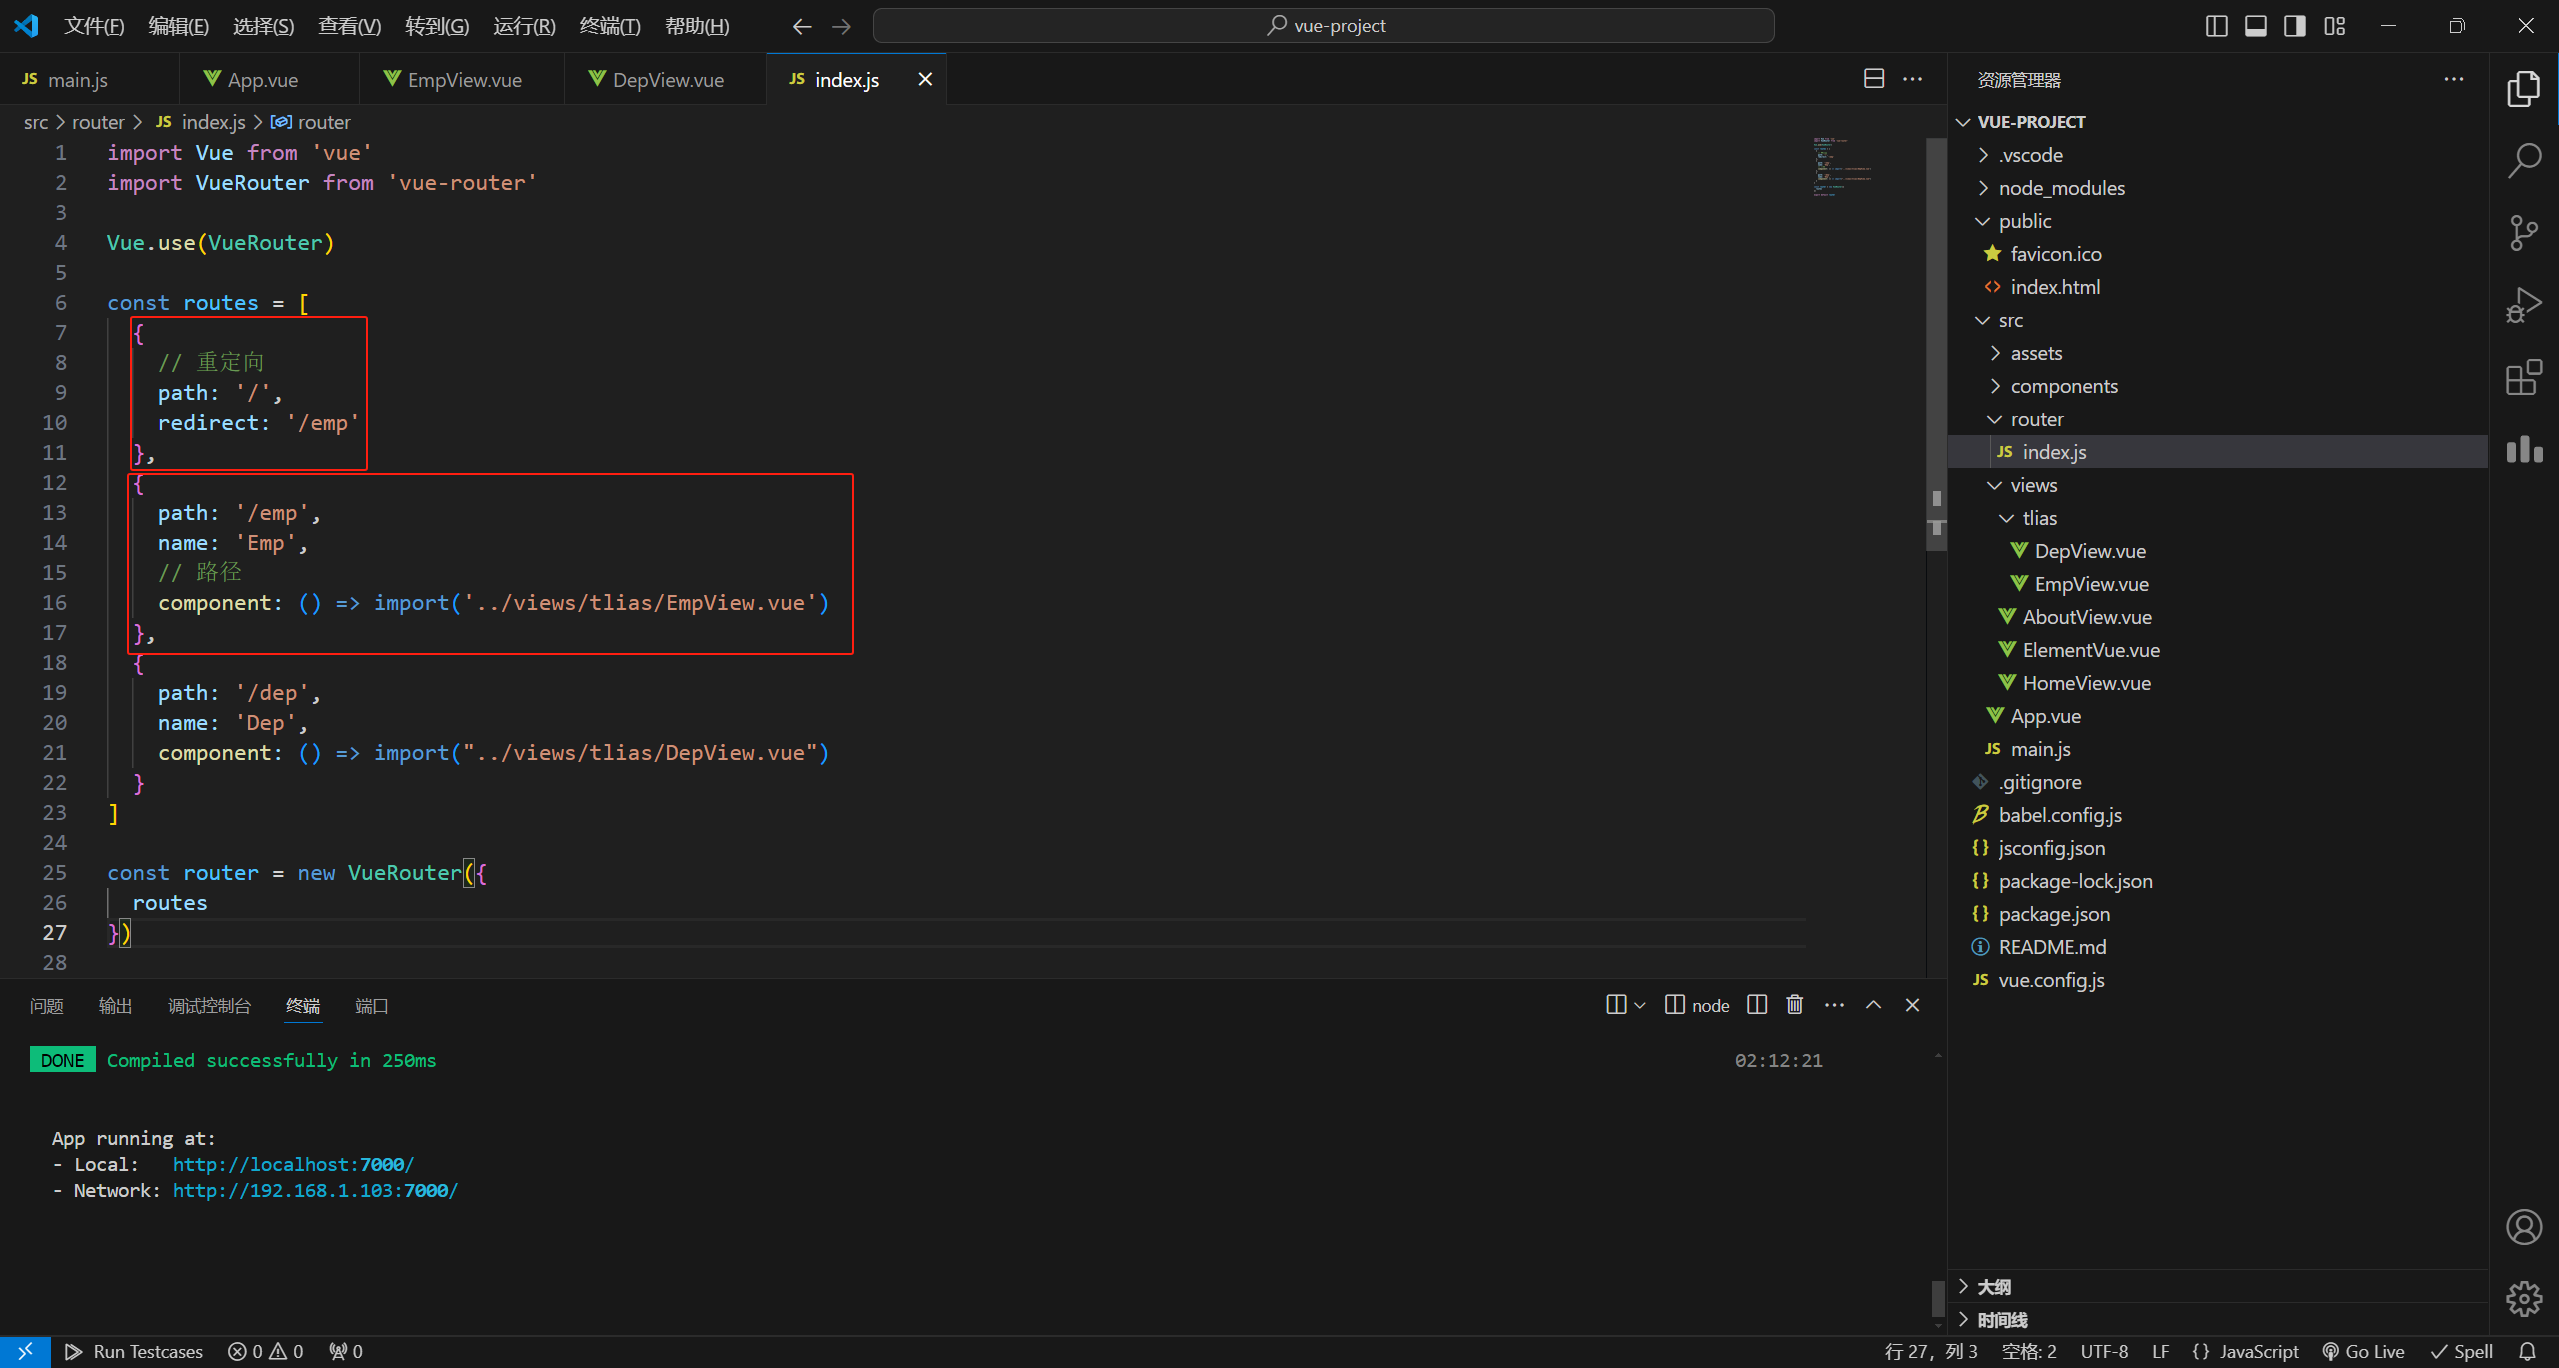 文件(F) 编辑(E) 选择(S) 查看(V) 转到(G) 运行(R) 终端(T) 帮助(H) vue-project
JS main.js App.vue EmpView.vue DepView.vue JS index.js
src > router > JS index.js > router
1 import Vue from 'vue'
2 import VueRouter from 'vue-router'
3
4 Vue.use(VueRouter)
5
6 const routes = [
7 {
8 // 重定向
9 path: '/',
10 redirect: '/emp'
11 },
12 {
13 path: '/emp',
14 name: 'Emp',
15 // 路径
16 component: () => import('../views/tlias/EmpView.vue')
17 },
18 {
19 path: '/dep',
20 name: 'Dep',
21 component: () => import("../views/tlias/DepView.vue")
22 }
23 ]
24
25 const router = new VueRouter({
26 routes
27 })
28
问题 输出 调试控制台 终端 端口 node
DONE Compiled successfully in 250ms 02:12:21
App running at:
- Local: http://localhost:7000/
- Network: http://192.168.1.103:7000/
资源管理器
VUE-PROJECT
.vscode
node_modules
public
favicon.ico
<> index.html
src
assets
components
router
JS index.js
views
tlias
DepView.vue
EmpView.vue
AboutView.vue
ElementVue.vue
HomeView.vue
App.vue
JS main.js
.gitignore
babel.config.js
{} jsconfig.json
{} package-lock.json
{} package.json
README.md
JS vue.config.js
大纲
时间线
Run Testcases 0 0 0 行 27，列 3 空格: 2 UTF-8 LF {} JavaScript Go Live Spell